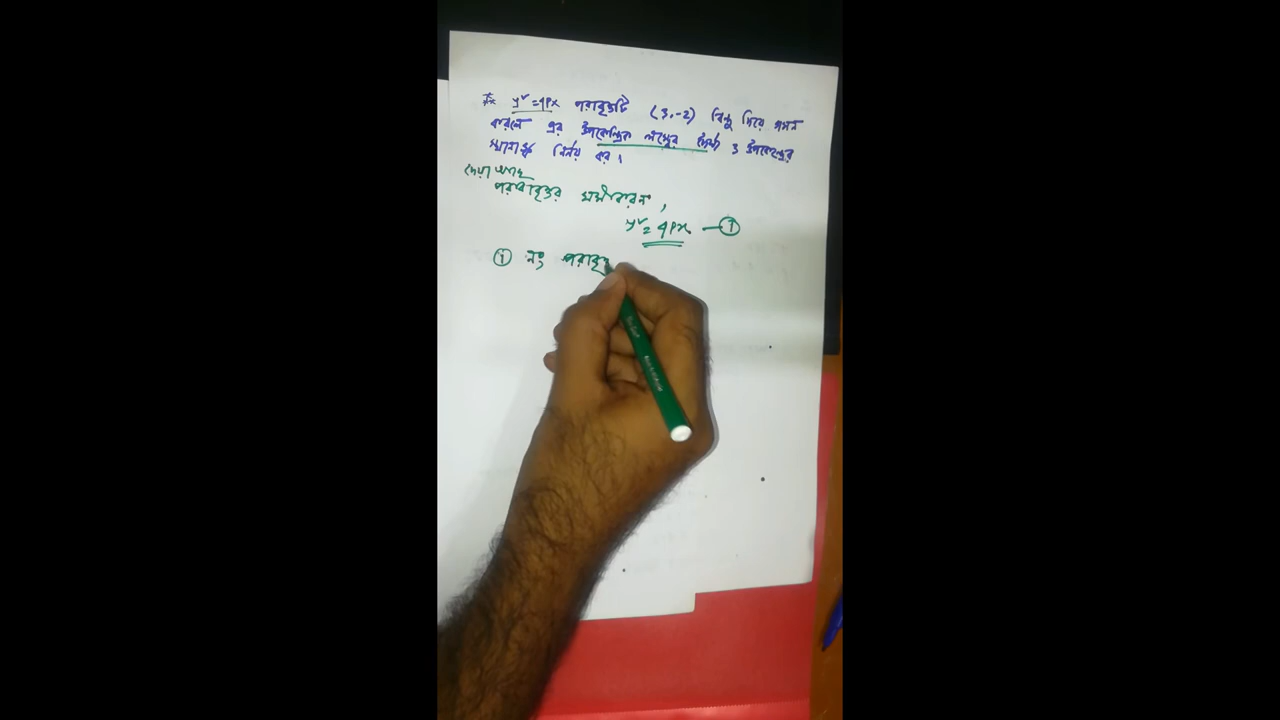 y² = 4Px পরাবৃত্তটি (3,-2) বিন্দু দিয়ে গমন
করলে এর উপকেন্দ্রিক লম্বের দৈর্ঘ্য ও উপকেন্দ্রের
স্থানাঙ্ক নির্ণয় কর।
দেয়া আছে
পরাবৃত্তের সমীকরণ,
y² = 4Px — ①
① নং পরাবৃত্ত